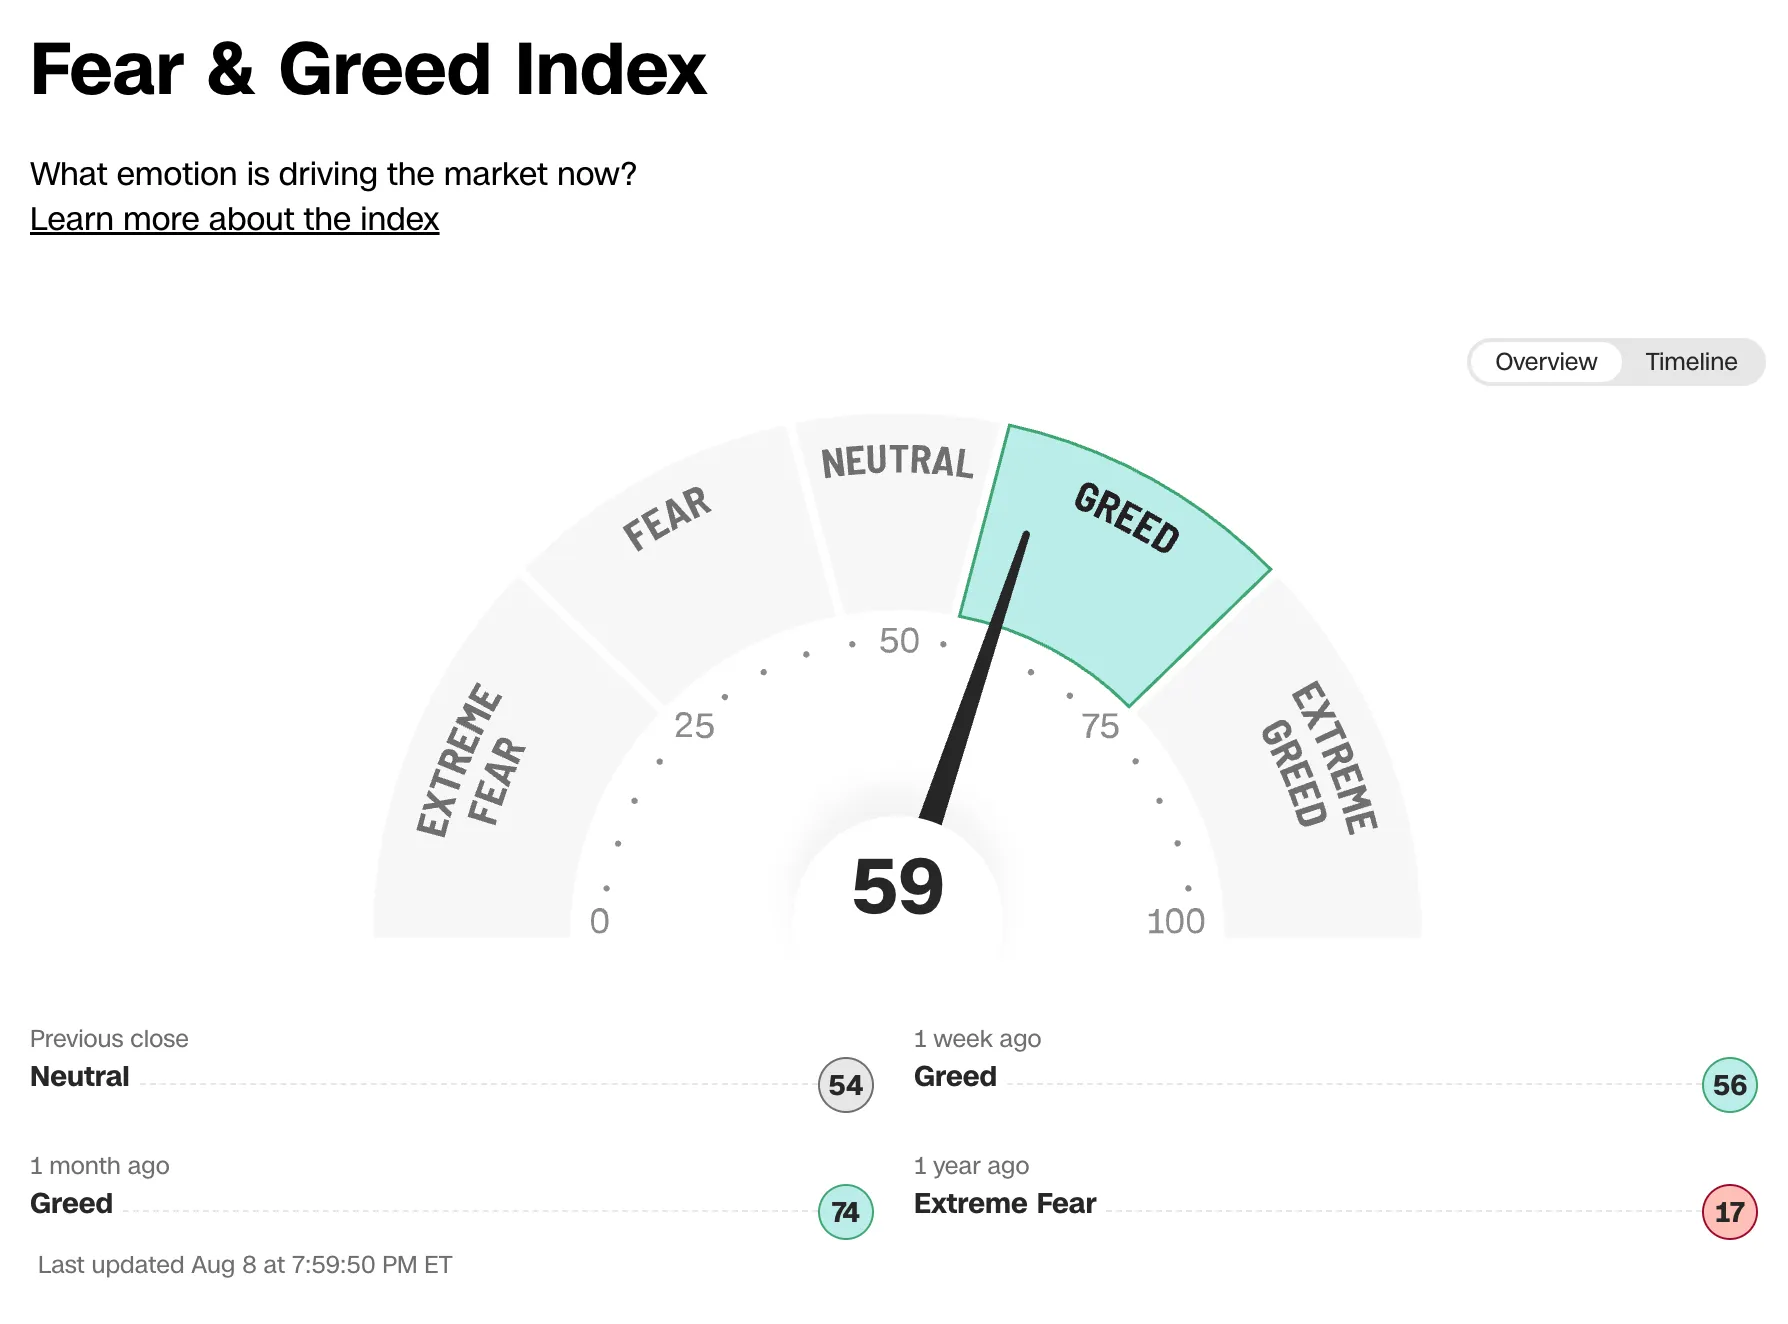 Fear & Greed Index
What emotion is driving the market now?
Learn more about the index
Overview
Timeline
EXTREME
FEAR
FEAR
NEUTRAL
GREED
EXTREME
GREED
0
25
50
75
100
59
Previous close
Neutral
54
1 week ago
Greed
56
1 month ago
Greed
74
1 year ago
Extreme Fear
17
Last updated Aug 8 at 7:59:50 PM ET